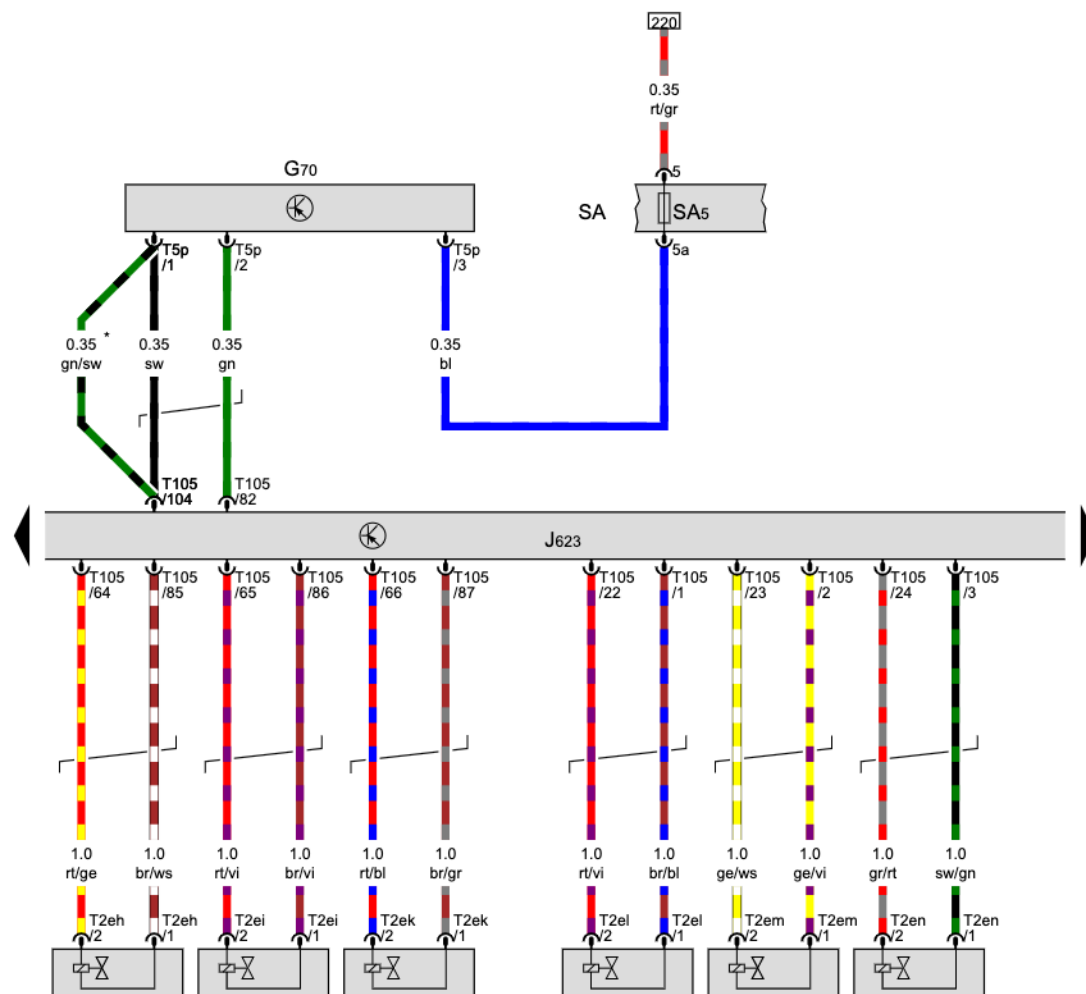 220
0.35
rt/gr
5
G70
SA
SA5
T5p
/1
T5p
/2
T5p
/3
5a
0.35 *
gn/sw
0.35
sw
0.35
gn
0.35
bl
T105
/104
T105
/82
J623
T105
/64
T105
/85
T105
/65
T105
/86
T105
/66
T105
/87
T105
/22
T105
/1
T105
/23
T105
/2
T105
/24
T105
/3
1.0
rt/ge
1.0
br/ws
1.0
rt/vi
1.0
br/vi
1.0
rt/bl
1.0
br/gr
1.0
rt/vi
1.0
br/bl
1.0
ge/ws
1.0
ge/vi
1.0
gr/rt
1.0
sw/gn
T2eh
/2
T2eh
/1
T2ei
/2
T2ei
/1
T2ek
/2
T2ek
/1
T2el
/2
T2el
/1
T2em
/2
T2em
/1
T2en
/2
T2en
/1